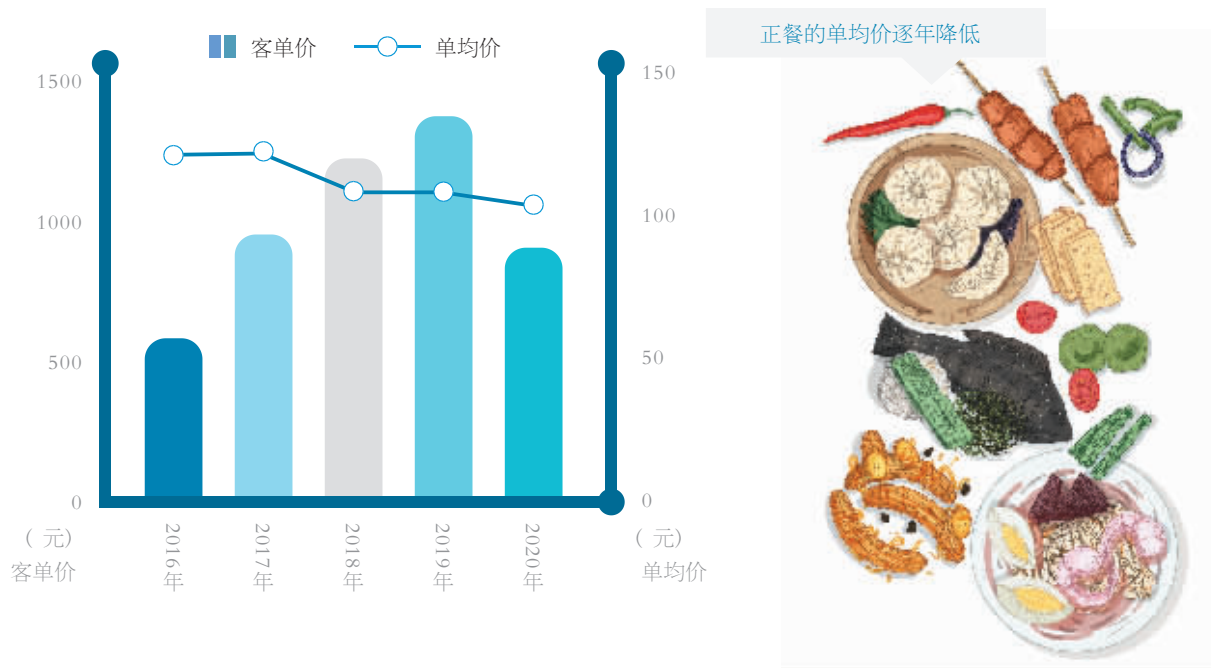 正餐的单均价逐年降低
客单价 单均价
1500
1000
500
0
150
100
50
0
2016年
2017年
2018年
2019年
2020年
（元）
客单价
（元）
单均价